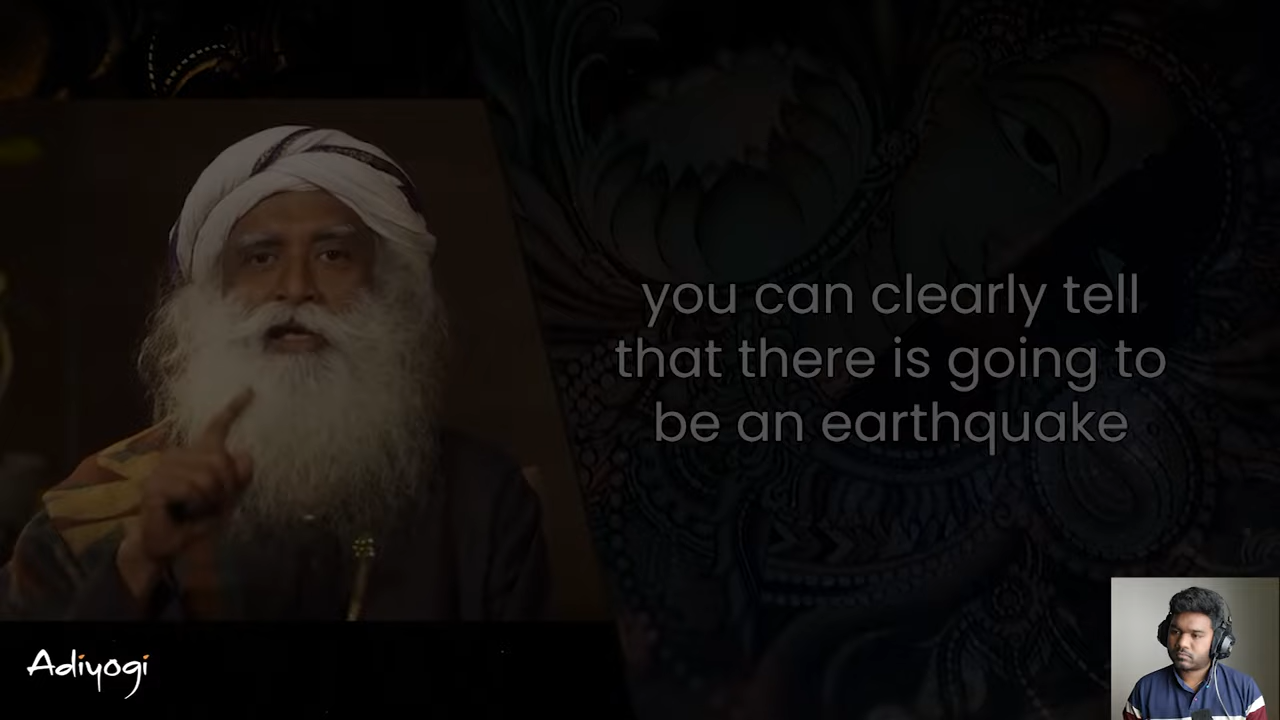 you can clearly tell
that there is going to
be an earthquake
Adiyogi